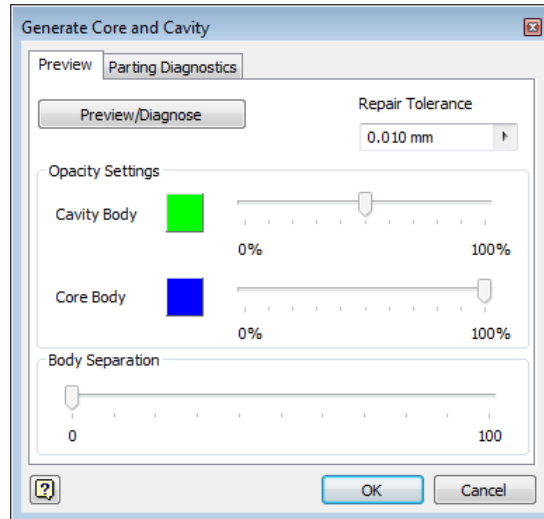 Generate Core and Cavity
Preview
Parting Diagnostics
Preview/Diagnose
Repair Tolerance
0.010 mm
Opacity Settings
Cavity Body
0%
100%
Core Body
0%
100%
Body Separation
0
100
?
OK
Cancel